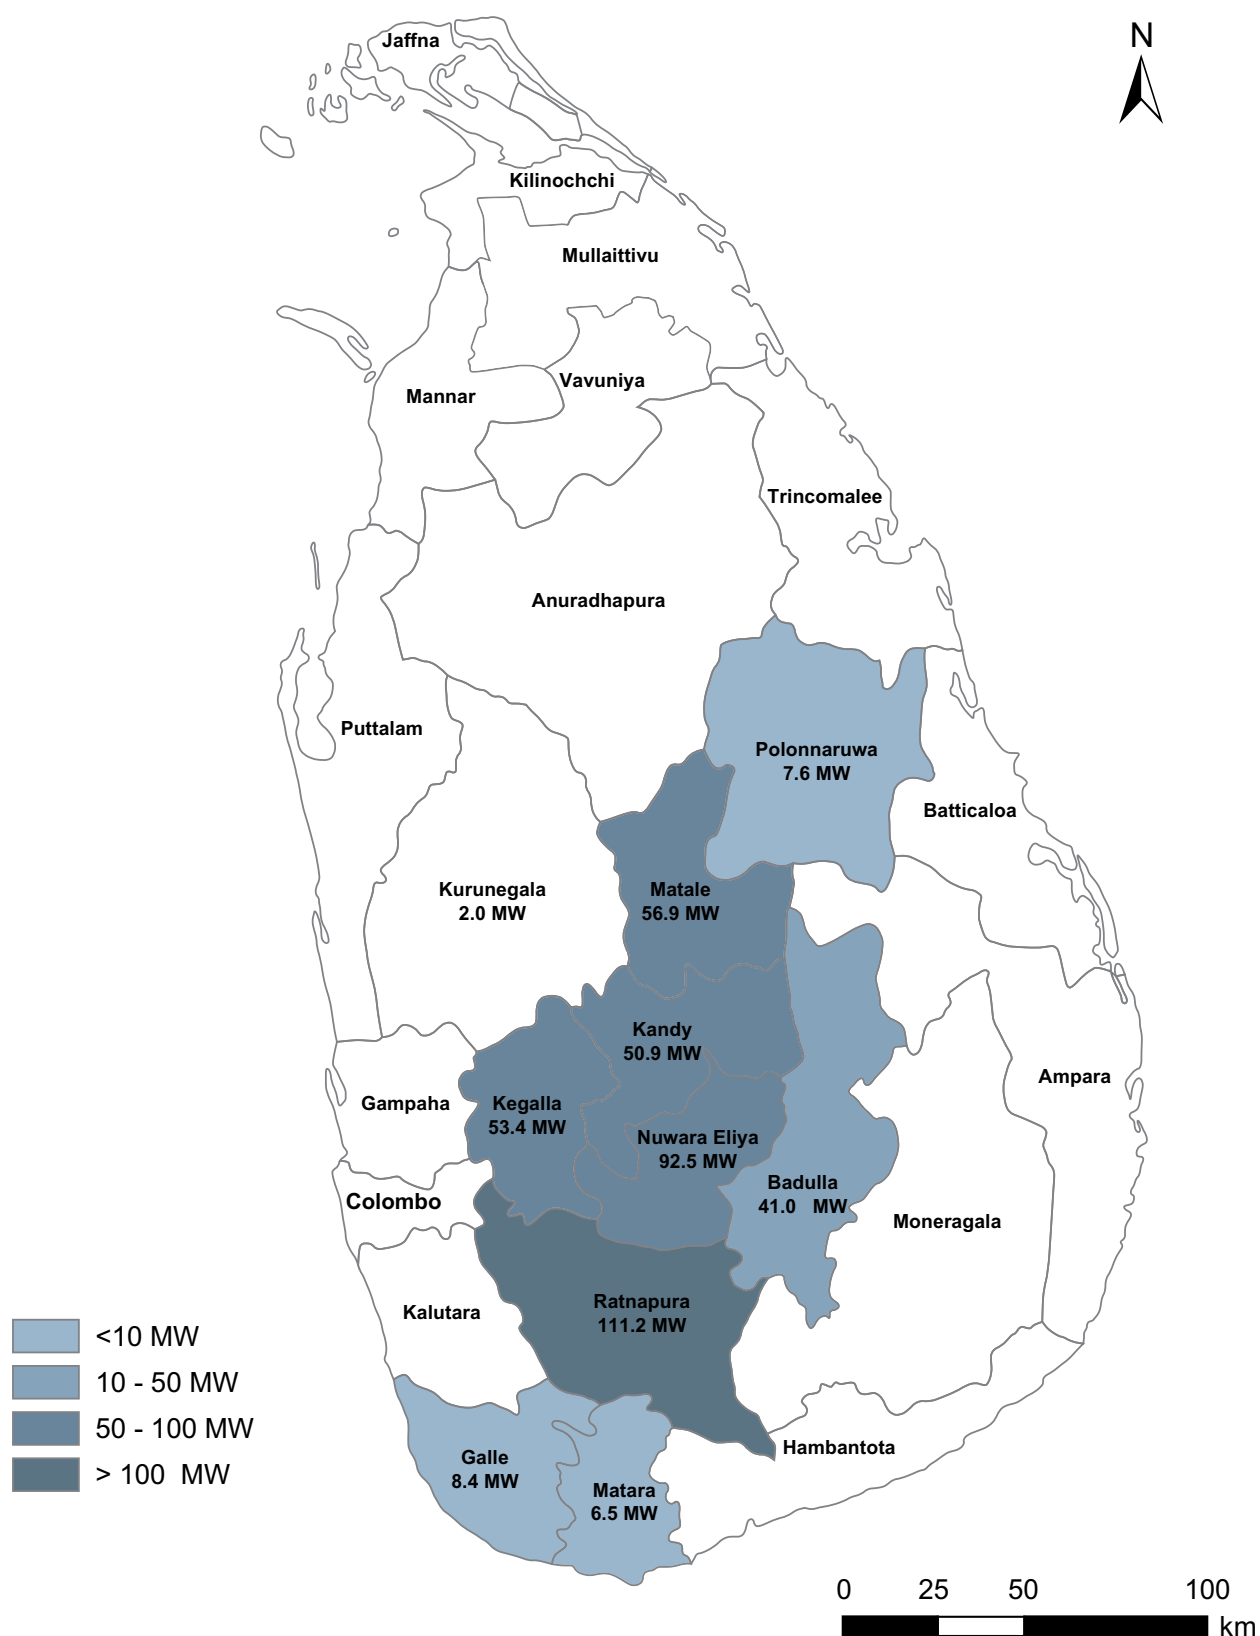 N
Jaffna
Kilinochchi
Mullaittivu
Vavuniya
Mannar
Trincomalee
Anuradhapura
Puttalam
Polonnaruwa
7.6 MW
Batticaloa
Kurunegala
2.0 MW
Matale
56.9 MW
Kandy
50.9 MW
Ampara
Gampaha
Kegalla
53.4 MW
Nuwara Eliya
92.5 MW
Badulla
41.0 MW
Colombo
Moneragala
Kalutara
Ratnapura
111.2 MW
Hambantota
Galle
8.4 MW
Matara
6.5 MW
<10 MW
10 - 50 MW
50 - 100 MW
> 100 MW
0 25 50 100
km